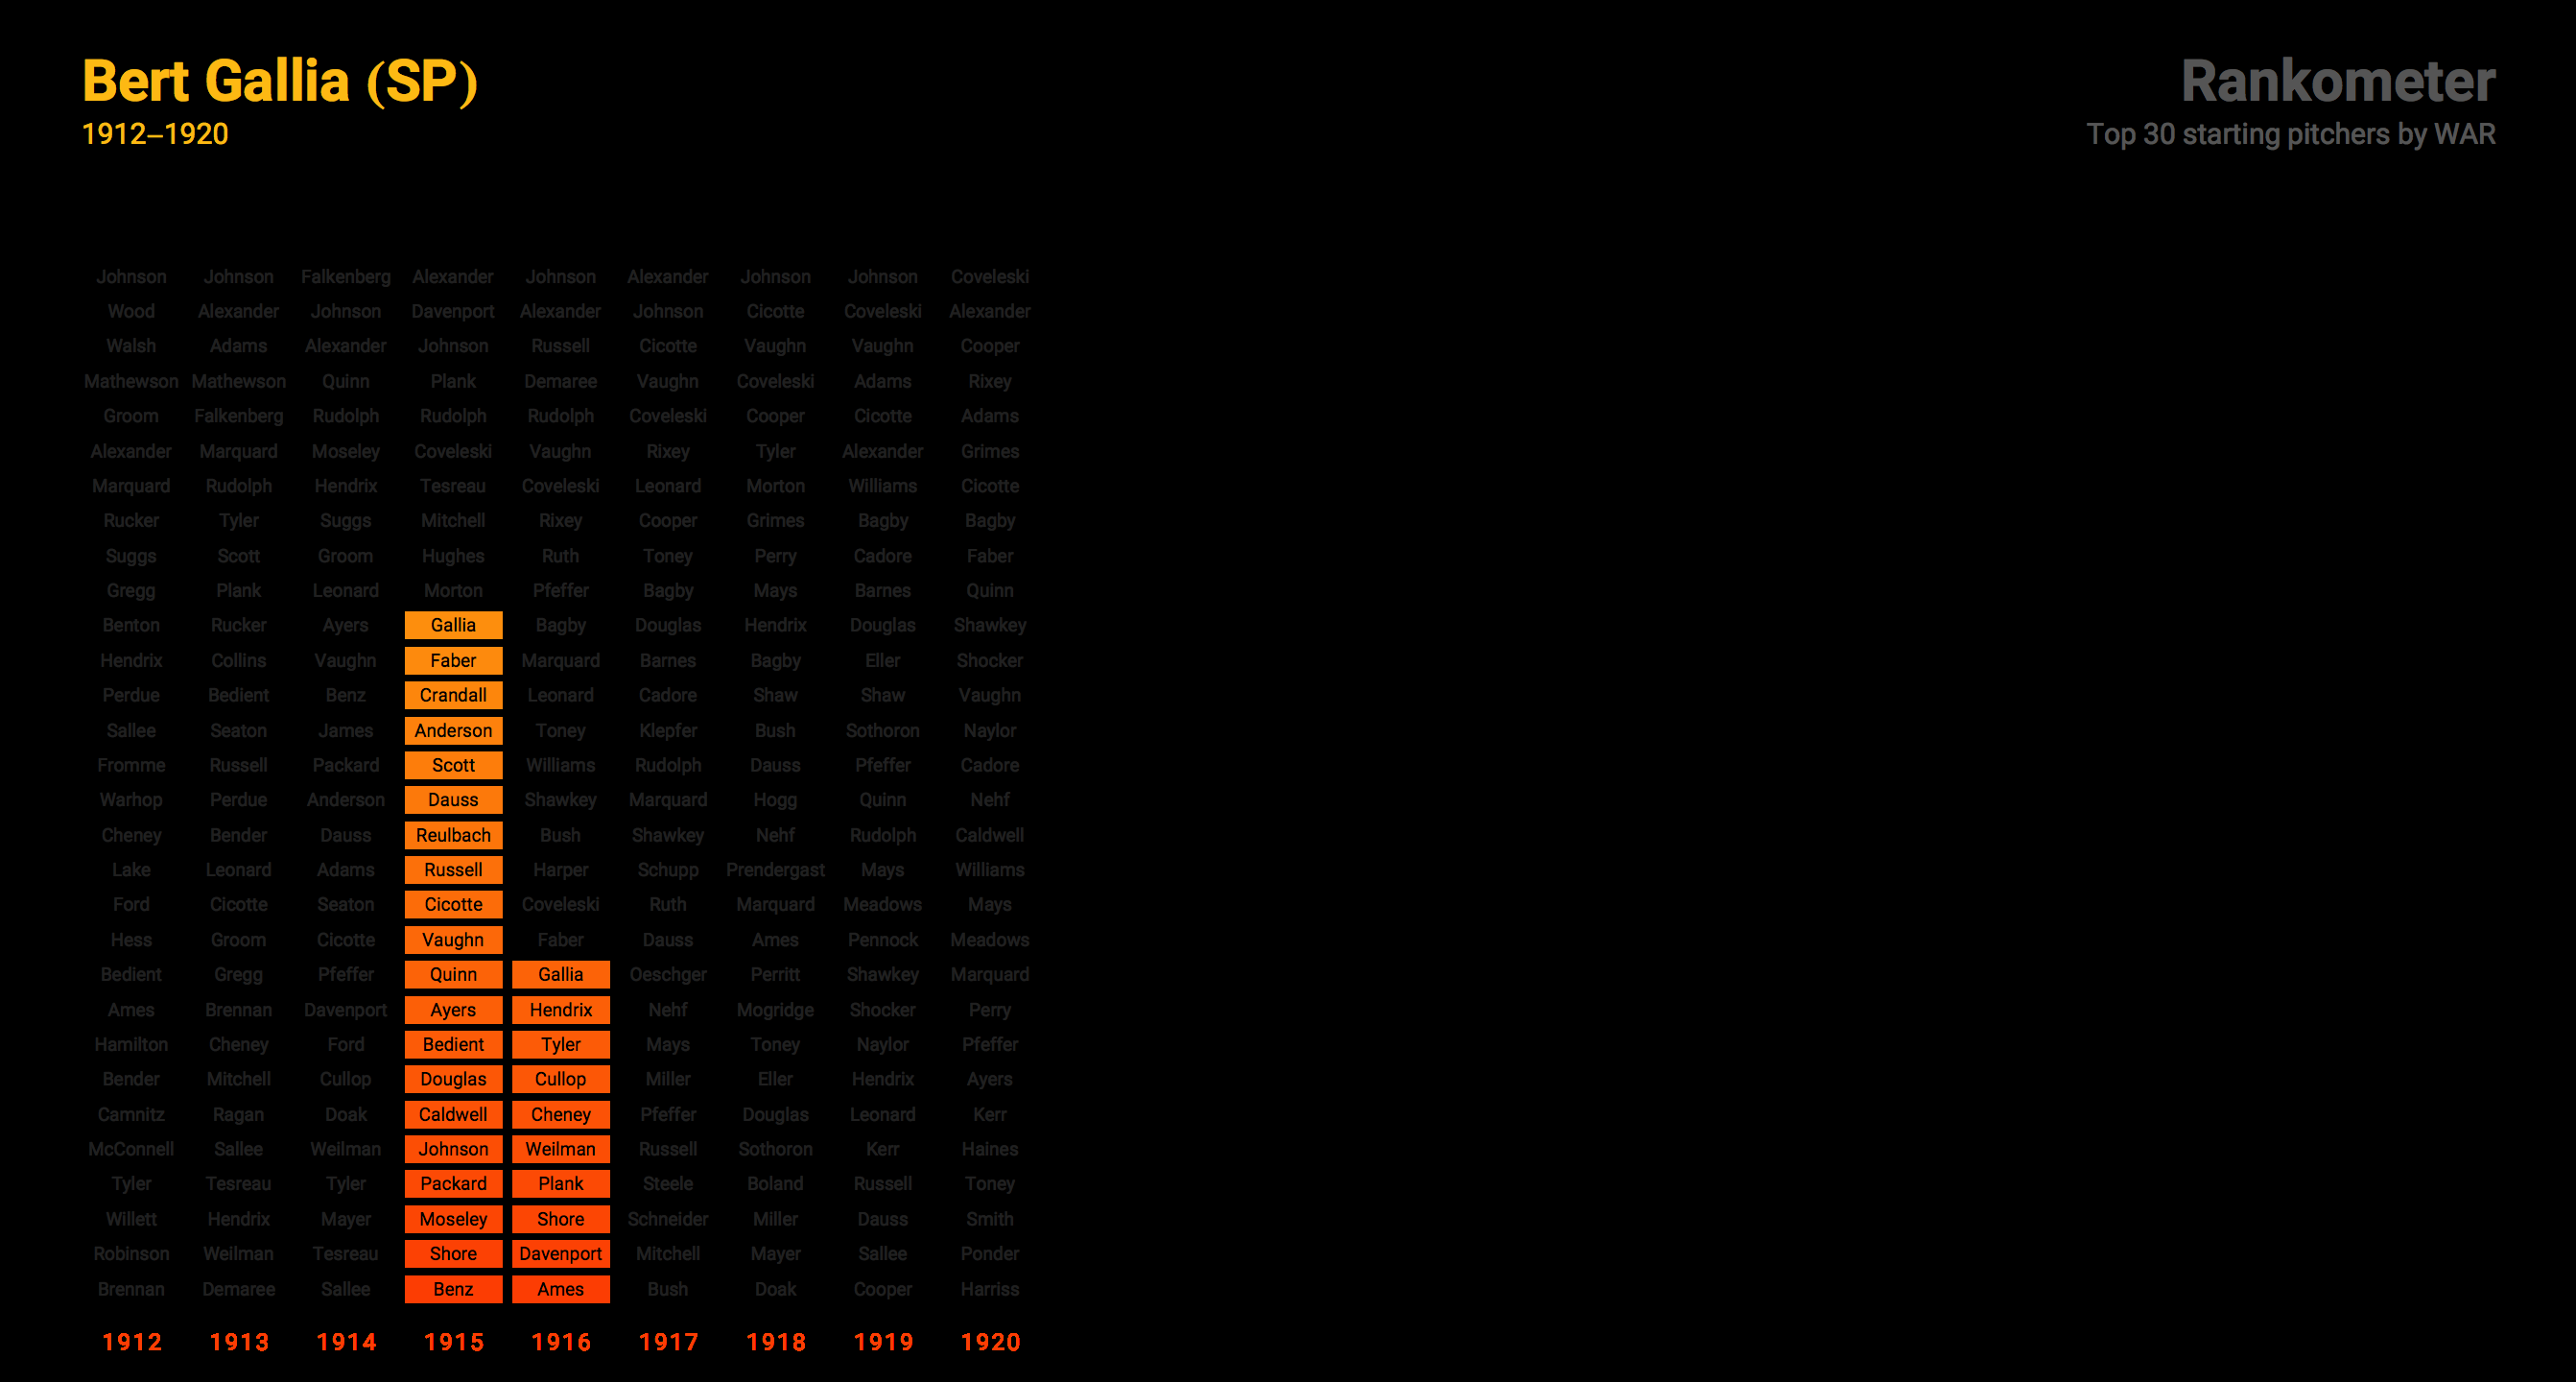 Bert Gallia (SP)
1912–1920
Rankometer
Top 30 starting pitchers by WAR
Johnson Johnson Falkenberg Alexander Johnson Alexander Johnson Johnson Coveleski
Wood Alexander Johnson Davenport Alexander Johnson Cicotte Coveleski Alexander
Walsh Adams Alexander Johnson Russell Cicotte Vaughn Vaughn Cooper
Mathewson Mathewson Quinn Plank Demaree Vaughn Coveleski Adams Rixey
Groom Falkenberg Rudolph Rudolph Rudolph Coveleski Cooper Cicotte Adams
Alexander Marquard Moseley Coveleski Vaughn Rixey Tyler Alexander Grimes
Marquard Rudolph Hendrix Tesreau Coveleski Leonard Morton Williams Cicotte
Rucker Tyler Suggs Mitchell Rixey Cooper Grimes Bagby Bagby
Suggs Scott Groom Hughes Ruth Toney Perry Cadore Faber
Gregg Plank Leonard Morton Pfeffer Bagby Mays Barnes Quinn
Benton Rucker Ayers Gallia Bagby Douglas Hendrix Douglas Shawkey
Hendrix Collins Vaughn Faber Marquard Barnes Bagby Eller Shocker
Perdue Bedient Benz Crandall Leonard Cadore Shaw Shaw Vaughn
Sallee Seaton James Anderson Toney Klepfer Bush Sothoron Naylor
Fromme Russell Packard Scott Williams Rudolph Dauss Pfeffer Cadore
Warhop Perdue Anderson Dauss Shawkey Marquard Hogg Quinn Nehf
Cheney Bender Dauss Reulbach Bush Shawkey Nehf Rudolph Caldwell
Lake Leonard Adams Russell Harper Schupp Prendergast Mays Williams
Ford Cicotte Seaton Cicotte Coveleski Ruth Marquard Meadows Mays
Hess Groom Cicotte Vaughn Faber Dauss Ames Pennock Meadows
Bedient Gregg Pfeffer Quinn Gallia Oeschger Perritt Shawkey Marquard
Ames Brennan Davenport Ayers Hendrix Nehf Mogridge Shocker Perry
Hamilton Cheney Ford Bedient Tyler Mays Toney Naylor Pfeffer
Bender Mitchell Cullop Douglas Cullop Miller Eller Hendrix Ayers
Camnitz Ragan Doak Caldwell Cheney Pfeffer Douglas Leonard Kerr
McConnell Sallee Weilman Johnson Weilman Russell Sothoron Kerr Haines
Tyler Tesreau Tyler Packard Plank Steele Boland Russell Toney
Willett Hendrix Mayer Moseley Shore Schneider Miller Dauss Smith
Robinson Weilman Tesreau Shore Davenport Mitchell Mayer Sallee Ponder
Brennan Demaree Sallee Benz Ames Bush Doak Cooper Harriss
1912 1913 1914 1915 1916 1917 1918 1919 1920